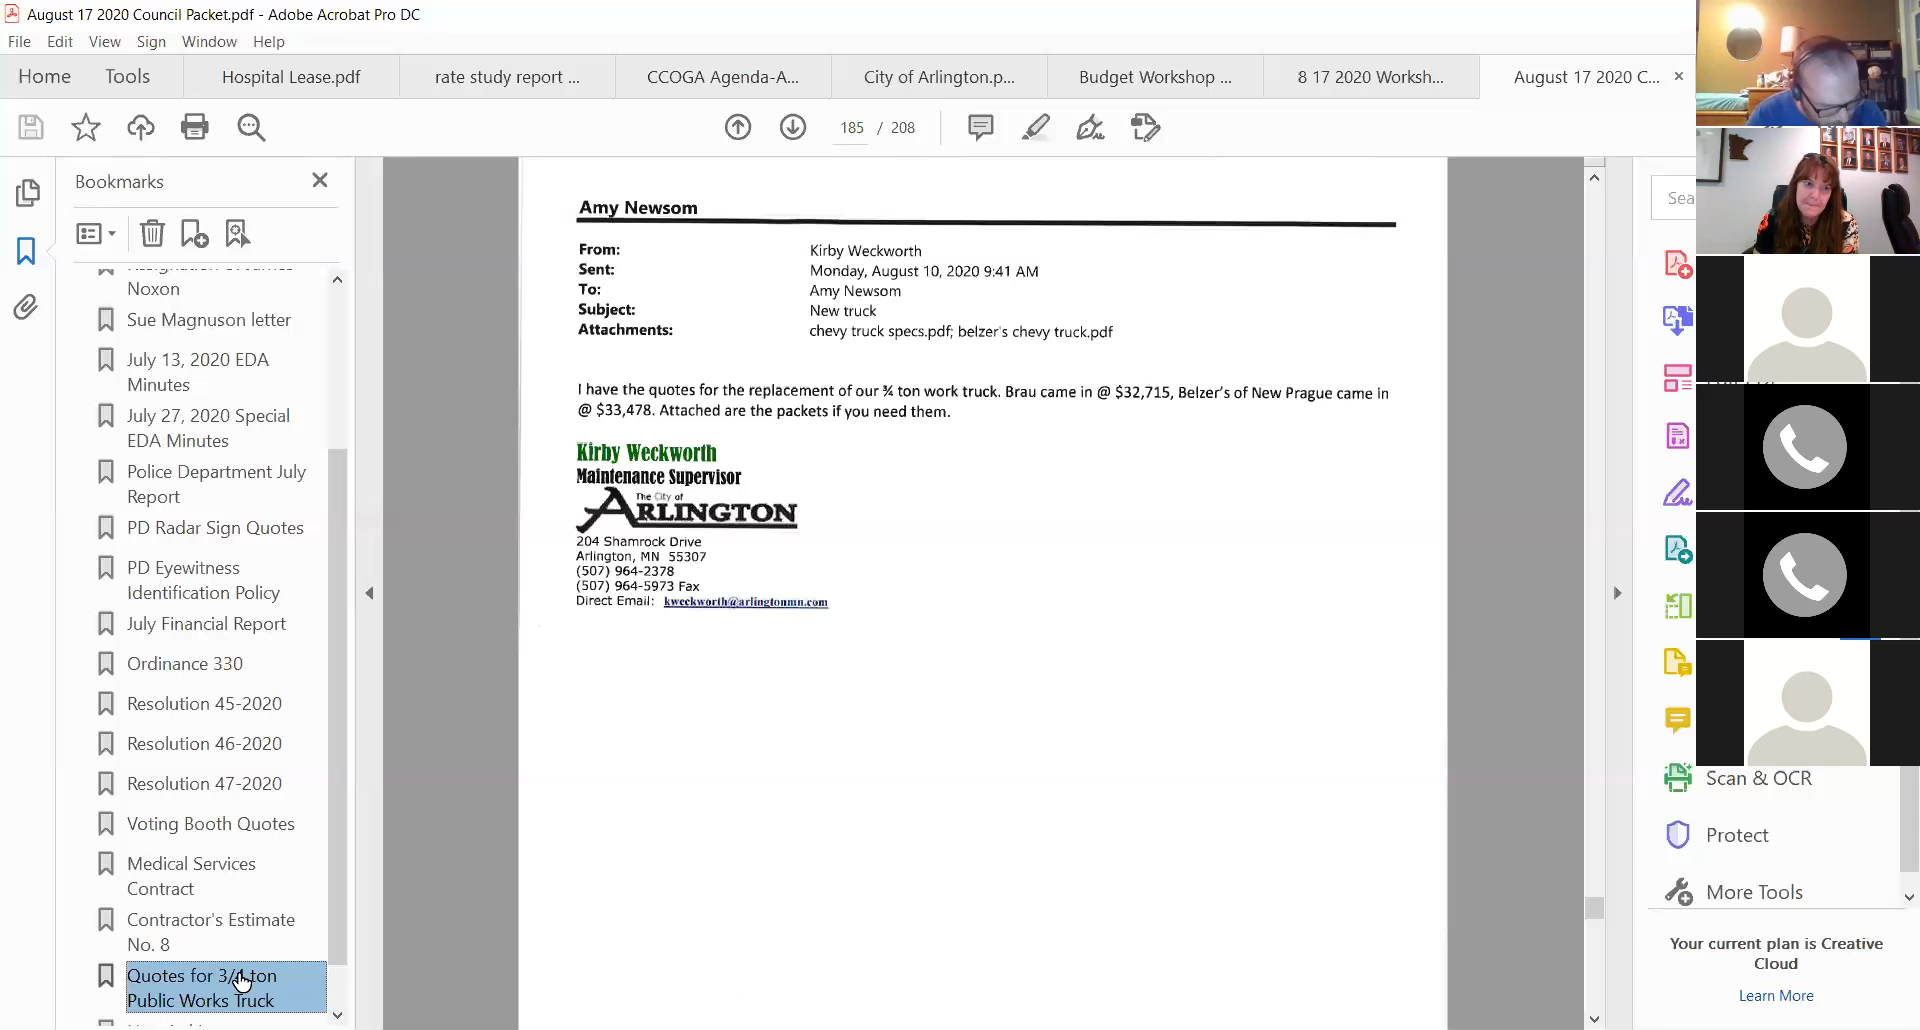 August 17 2020 Council Packet.pdf - Adobe Acrobat Pro DC
File Edit View Sign Window Help
Home Tools Hospital Lease.pdf rate study report ... CCOGA Agenda-A... City of Arlington.p... Budget Workshop ... 8 17 2020 Worksh... August 17 2020 C...
185 / 208
Bookmarks
Noxon
Sue Magnuson letter
July 13, 2020 EDA
Minutes
July 27, 2020 Special
EDA Minutes
Police Department July
Report
PD Radar Sign Quotes
PD Eyewitness
Identification Policy
July Financial Report
Ordinance 330
Resolution 45-2020
Resolution 46-2020
Resolution 47-2020
Voting Booth Quotes
Medical Services
Contract
Contractor's Estimate
No. 8
Quotes for 3/4 ton
Public Works Truck
Amy Newsom
From: Kirby Weckworth
Sent: Monday, August 10, 2020 9:41 AM
To: Amy Newsom
Subject: New truck
Attachments: chevy truck specs.pdf; belzer's chevy truck.pdf
I have the quotes for the replacement of our ¾ ton work truck. Brau came in @ $32,715, Belzer's of New Prague came in
@ $33,478. Attached are the packets if you need them.
Kirby Weckworth
Maintenance Supervisor
The City of
ARLINGTON
204 Shamrock Drive
Arlington, MN 55307
(507) 964-2378
(507) 964-5973 Fax
Direct Email: kweckworth@arlingtonmn.com
Sea
Scan & OCR
Protect
More Tools
Your current plan is Creative
Cloud
Learn More